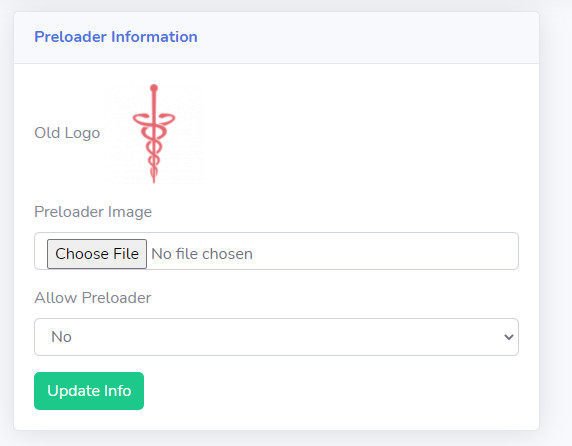 Preloader Information
Old Logo
Preloader Image
Choose File No file chosen
Allow Preloader
No
Update Info